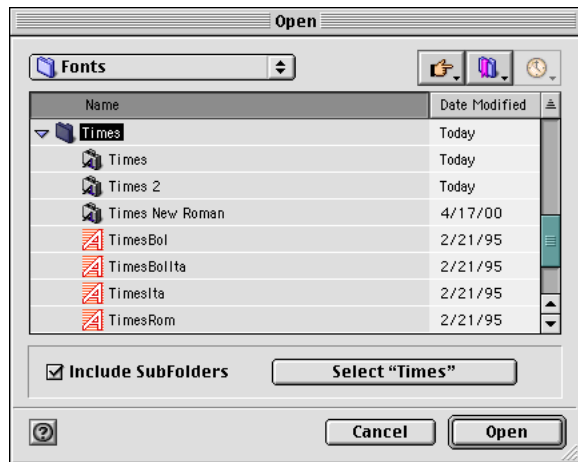 Open
Fonts
Name Date Modified
Times Today
Times Today
Times 2 Today
Times New Roman 4/17/00
TimesBol 2/21/95
TimesBolIta 2/21/95
TimesIta 2/21/95
TimesRom 2/21/95
Include SubFolders Select “Times”
? Cancel Open